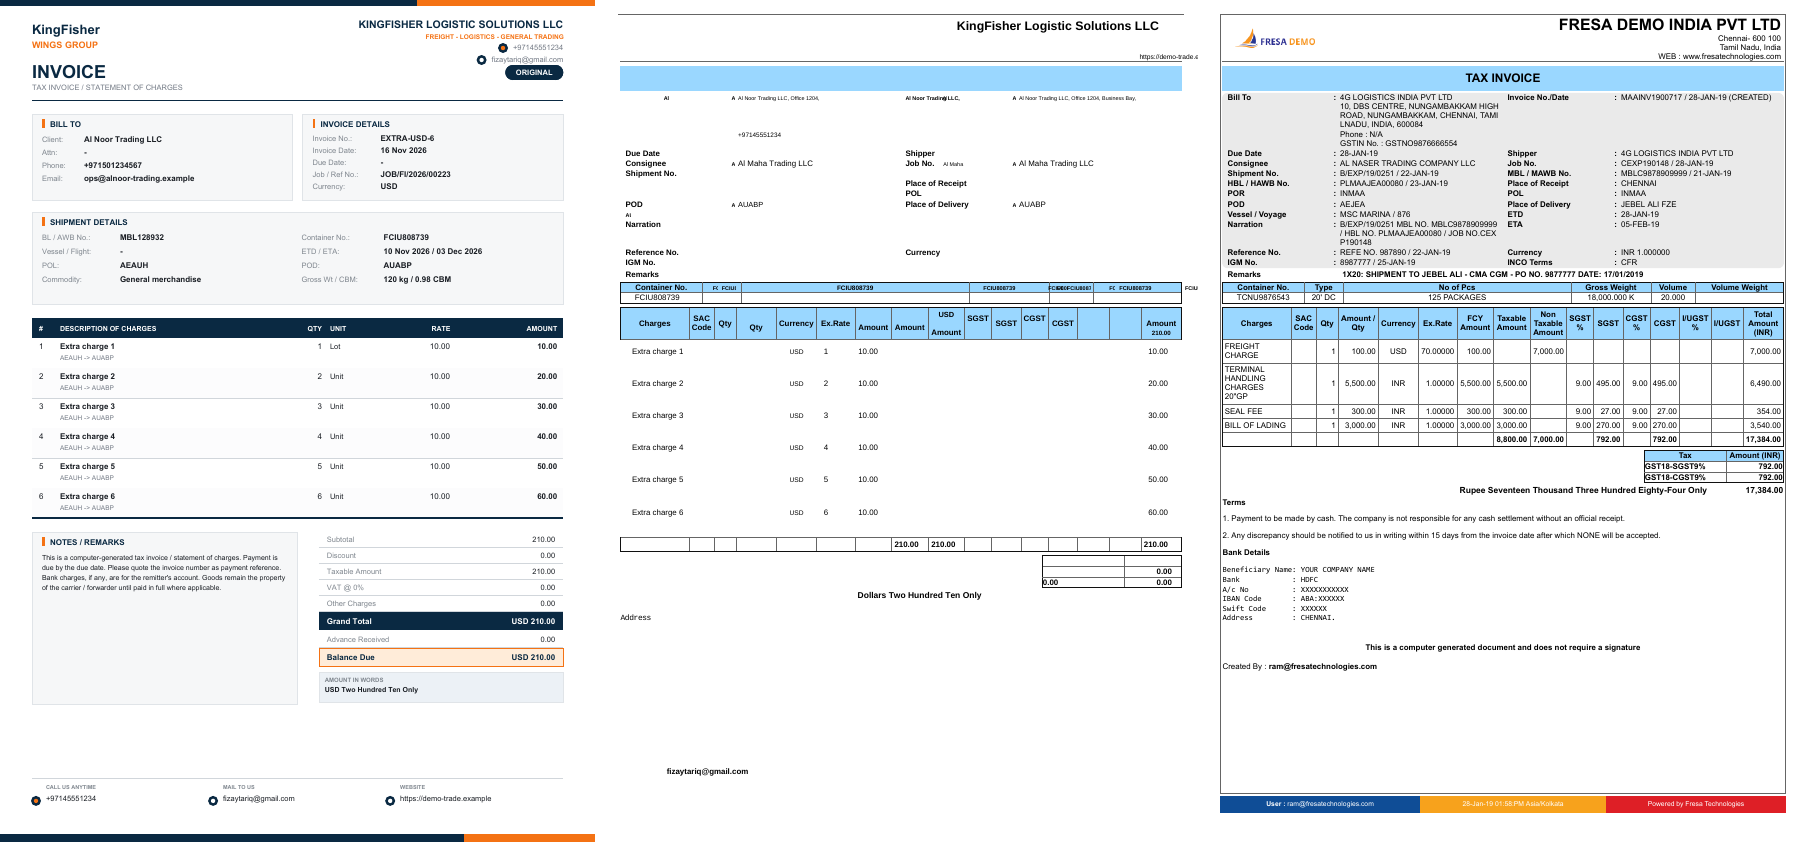 KingFisher
WINGS GROUP
KINGFISHER LOGISTIC SOLUTIONS LLC
FREIGHT - LOGISTICS - GENERAL TRADING
+97145551234
fizaytariq@gmail.com
ORIGINAL
INVOICE
TAX INVOICE / STATEMENT OF CHARGES
BILL TO
Client: Al Noor Trading LLC
Attn: -
Phone: +971501234567
Email: ops@alnoor-trading.example
INVOICE DETAILS
Invoice No.: EXTRA-USD-6
Invoice Date: 16 Nov 2026
Due Date: -
Job / Ref No.: JOB/FI/2026/00223
Currency: USD
SHIPMENT DETAILS
BL / AWB No.: MBL128932 Container No.: FCIU808739
Vessel / Flight: - ETD / ETA: 10 Nov 2026 / 03 Dec 2026
POL: AEAUH POD: AUABP
Commodity: General merchandise Gross Wt / CBM: 120 kg / 0.98 CBM
# DESCRIPTION OF CHARGES QTY UNIT RATE AMOUNT
1 Extra charge 1 1 Lot 10.00 10.00
AEAUH -> AUABP
2 Extra charge 2 2 Unit 10.00 20.00
AEAUH -> AUABP
3 Extra charge 3 3 Unit 10.00 30.00
AEAUH -> AUABP
4 Extra charge 4 4 Unit 10.00 40.00
AEAUH -> AUABP
5 Extra charge 5 5 Unit 10.00 50.00
AEAUH -> AUABP
6 Extra charge 6 6 Unit 10.00 60.00
AEAUH -> AUABP
NOTES / REMARKS
This is a computer-generated tax invoice / statement of charges. Payment is
due by the due date. Please quote the invoice number as payment reference.
Bank charges, if any, are for the remitter's account. Goods remain the property
of the carrier / forwarder until paid in full where applicable.
Subtotal 210.00
Discount 0.00
Taxable Amount 210.00
VAT @ 0% 0.00
Other Charges 0.00
Grand Total USD 210.00
Advance Received 0.00
Balance Due USD 210.00
AMOUNT IN WORDS
USD Two Hundred Ten Only
CALL US ANYTIME
+97145551234
MAIL TO US
fizaytariq@gmail.com
WEBSITE
https://demo-trade.example
KingFisher Logistic Solutions LLC
https://demo-trade.e
Al A Al Noor Trading LLC, Office 1204, A Al Noor Trading LLC, Office 1204, Business Bay,
+97145551234
Due Date Shipper
Consignee A Al Maha Trading LLC Job No. Al Maha A Al Maha Trading LLC
Shipment No.
Place of Receipt
POL
POD A AUABP Place of Delivery A AUABP
Al
Narration
Reference No. Currency
IGM No.
Remarks
Container No. FCIU FCIU808739 FCIU808739 FCIU808739 FCIU
FCIU808739
Charges SAC Code Qty Qty Currency Ex.Rate Amount Amount USD Amount SGST SGST CGST CGST Amount 210.00
Extra charge 1 USD 1 10.00 10.00
Extra charge 2 USD 2 10.00 20.00
Extra charge 3 USD 3 10.00 30.00
Extra charge 4 USD 4 10.00 40.00
Extra charge 5 USD 5 10.00 50.00
Extra charge 6 USD 6 10.00 60.00
210.00 210.00 210.00
0.00
0.00 0.00
Dollars Two Hundred Ten Only
Address
fizaytariq@gmail.com
FRESA DEMO
FRESA DEMO INDIA PVT LTD
Chennai- 600 100
Tamil Nadu, India
WEB : www.fresatechnologies.com
TAX INVOICE
Bill To : 4G LOGISTICS INDIA PVT LTD Invoice No./Date : MAAINV1900717 / 28-JAN-19 (CREATED)
10, DBS CENTRE, NUNGAMBAKKAM HIGH
ROAD, NUNGAMBAKKAM, CHENNAI, TAMI
LNADU, INDIA, 600084
Phone : N/A
GSTIN No. : GSTNO9876666554
Due Date : 28-JAN-19 Shipper : 4G LOGISTICS INDIA PVT LTD
Consignee : AL NASER TRADING COMPANY LLC Job No. : CEXP190148 / 28-JAN-19
Shipment No. : B/EXP/19/0251 / 22-JAN-19 MBL / MAWB No. : MBLC9878909999 / 21-JAN-19
HBL / HAWB No. : PLMAAJEA00080 / 23-JAN-19 Place of Receipt : CHENNAI
POR : INMAA POL : INMAA
POD : AEJEA Place of Delivery : JEBEL ALI FZE
Vessel / Voyage : MSC MARINA / 876 ETD : 28-JAN-19
Narration : B/EXP/19/0251 MBL NO. MBLC9878909999 ETA : 05-FEB-19
/ HBL NO. PLMAAJEA00080 / JOB NO.CEX
P190148
Reference No. : REFE NO. 987890 / 22-JAN-19 Currency : INR 1.000000
IGM No. : 8987777 / 25-JAN-19 INCO Terms : CFR
Remarks 1X20: SHIPMENT TO JEBEL ALI - CMA CGM - PO NO. 9877777 DATE: 17/01/2019
Container No. Type No of Pcs Gross Weight Volume Volume Weight
TCNU9876543 20' DC 125 PACKAGES 18,000.000 K 20.000
Charges SAC Code Qty Amount / Qty Currency Ex.Rate FCY Amount Taxable Amount Non Taxable Amount SGST % SGST CGST % CGST I/UGST % I/UGST Total Amount (INR)
FREIGHT CHARGE 1 100.00 USD 70.00000 100.00 7,000.00 7,000.00
TERMINAL HANDLING CHARGES 20"GP 1 5,500.00 INR 1.00000 5,500.00 5,500.00 9.00 495.00 9.00 495.00 6,490.00
SEAL FEE 1 300.00 INR 1.00000 300.00 300.00 9.00 27.00 9.00 27.00 354.00
BILL OF LADING 1 3,000.00 INR 1.00000 3,000.00 3,000.00 9.00 270.00 9.00 270.00 3,540.00
8,800.00 7,000.00 792.00 792.00 17,384.00
Tax Amount (INR)
GST18-SGST9% 792.00
GST18-CGST9% 792.00
Rupee Seventeen Thousand Three Hundred Eighty-Four Only 17,384.00
Terms
1. Payment to be made by cash. The company is not responsible for any cash settlement without an official receipt.
2. Any discrepancy should be notified to us in writing within 15 days from the invoice date after which NONE will be accepted.
Bank Details
Beneficiary Name: YOUR COMPANY NAME
Bank : HDFC
A/c No : XXXXXXXXXXX
IBAN Code : ABA:XXXXXX
Swift Code : XXXXXX
Address : CHENNAI.
This is a computer generated document and does not require a signature
Created By : ram@fresatechnologies.com
User : ram@fresatechnologies.com
28-Jan-19 01:58:PM Asia/Kolkata
Powered by Fresa Technologies